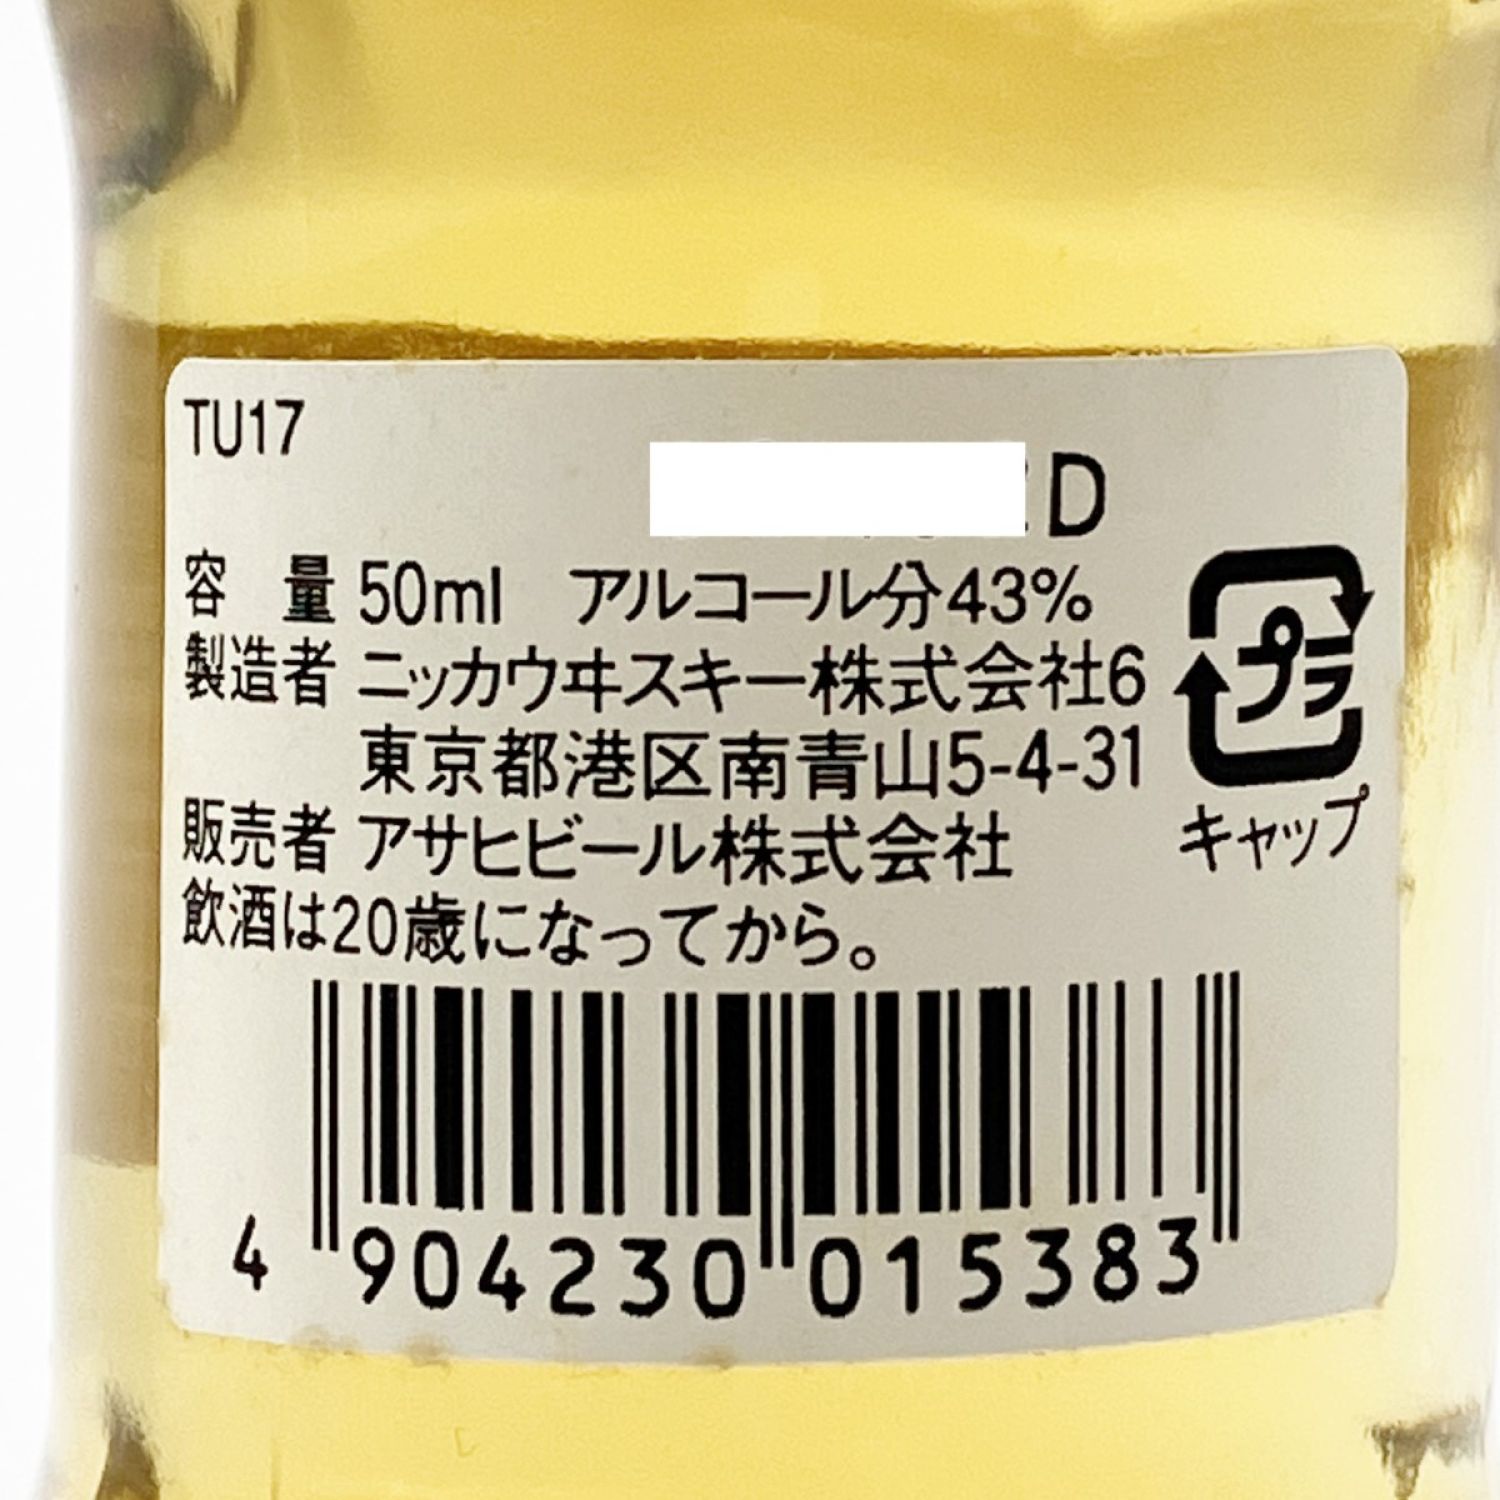 TU17
D
容 量 50ml アルコール分43%
製造者 ニッカウヰスキー株式会社6
東京都港区南青山5-4-31
販売者 アサヒビール株式会社
飲酒は20歳になってから。
プラ
キャップ
4 904230 015383